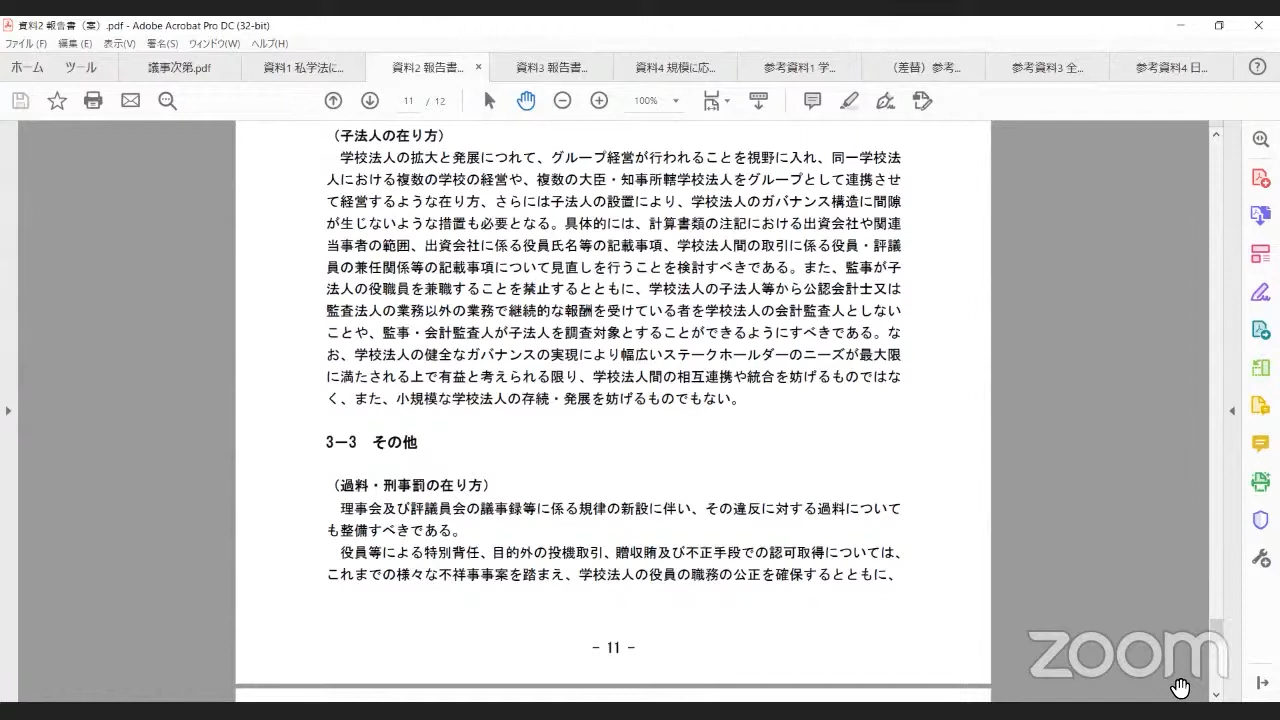 資料2 報告書（案）.pdf - Adobe Acrobat Pro DC (32-bit)
ファイル(F) 編集(E) 表示(V) 署名(S) ウィンドウ(W) ヘルプ(H)
ホーム ツール 議事次第.pdf 資料1 私学法に... 資料2 報告書... × 資料3 報告書... 資料4 規模に応... 参考資料1 学... （差替）参考... 参考資料3 全... 参考資料4 日...
11 / 12 100%
（子法人の在り方）
学校法人の拡大と発展につれて、グループ経営が行われることを視野に入れ、同一学校法
人における複数の学校の経営や、複数の大臣・知事所轄学校法人をグループとして連携させ
て経営するような在り方、さらには子法人の設置により、学校法人のガバナンス構造に間隙
が生じないような措置も必要となる。具体的には、計算書類の注記における出資会社や関連
当事者の範囲、出資会社に係る役員氏名等の記載事項、学校法人間の取引に係る役員・評議
員の兼任関係等の記載事項について見直しを行うことを検討すべきである。また、監事が子
法人の役職員を兼職することを禁止するとともに、学校法人の子法人等から公認会計士又は
監査法人の業務以外の業務で継続的な報酬を受けている者を学校法人の会計監査人としない
ことや、監事・会計監査人が子法人を調査対象とすることができるようにすべきである。な
お、学校法人の健全なガバナンスの実現により幅広いステークホールダーのニーズが最大限
に満たされる上で有益と考えられる限り、学校法人間の相互連携や統合を妨げるものではな
く、また、小規模な学校法人の存続・発展を妨げるものでもない。
3－3 その他
（過料・刑事罰の在り方）
理事会及び評議員会の議事録等に係る規律の新設に伴い、その違反に対する過料について
も整備すべきである。
役員等による特別背任、目的外の投機取引、贈収賄及び不正手段での認可取得については、
これまでの様々な不祥事事案を踏まえ、学校法人の役員の職務の公正を確保するとともに、
- 11 -
zoom